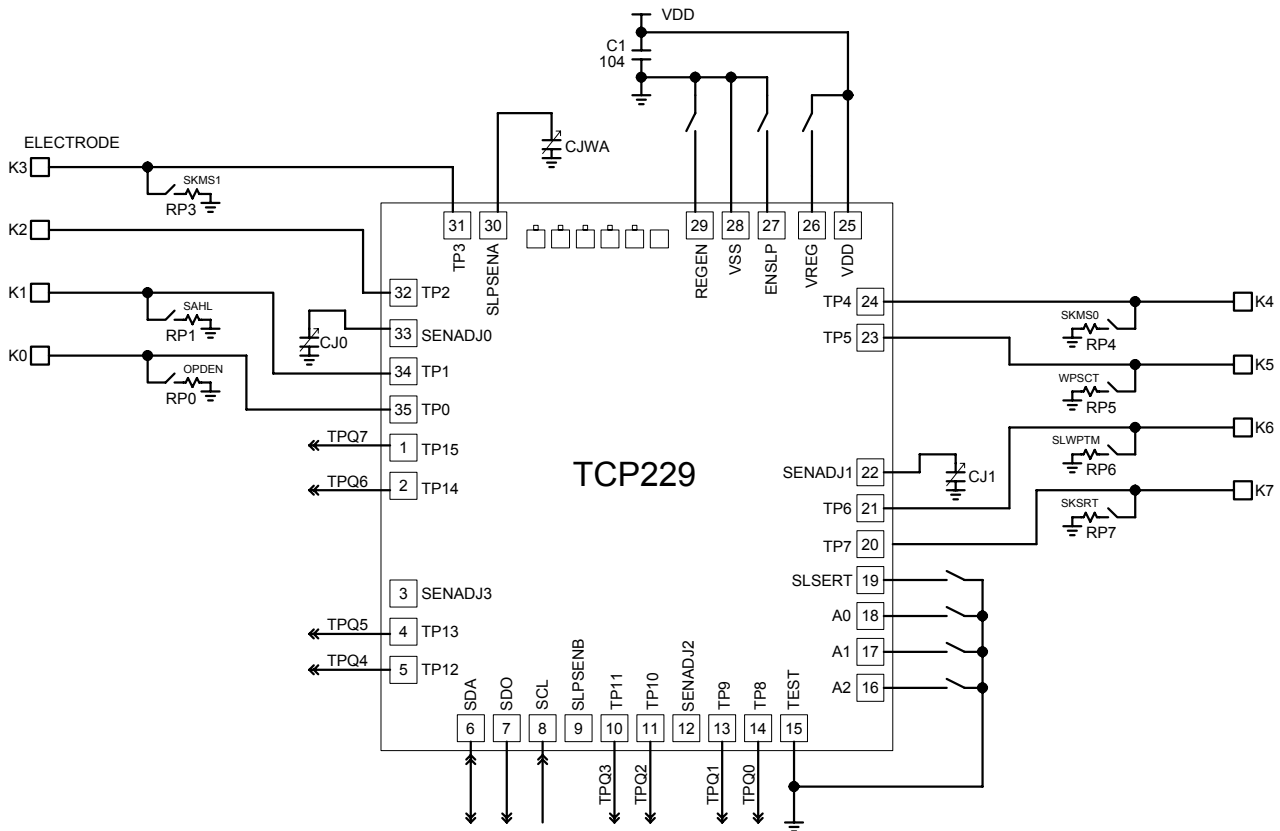 VDD
C1
104
CJWA
ELECTRODE
K3
SKMS1
RP3
K2
K1
SAHL
RP1
K0
OPDEN
RP0
CJ0
31
30
29
28
27
26
25
TP3
SLPSENA
REGEN
VSS
ENSLP
VREG
VDD
32 TP2
33 SENADJ0
34 TP1
35 TP0
TPQ7 1 TP15
TPQ6 2 TP14
3 SENADJ3
TPQ5 4 TP13
TPQ4 5 TP12
TCP229
TP4 24
K4
SKMS0
RP4
TP5 23
K5
WPSCT
RP5
K6
SLWPTM
RP6
SENADJ1 22
CJ1
TP6 21
K7
SKSRT
RP7
TP7 20
SLSERT 19
A0 18
A1 17
A2 16
SDA
SDO
SCL
SLPSENB
TP11
TP10
SENADJ2
TP9
TP8
TEST
6
7
8
9
10
11
12
13
14
15
TPQ3
TPQ2
TPQ1
TPQ0